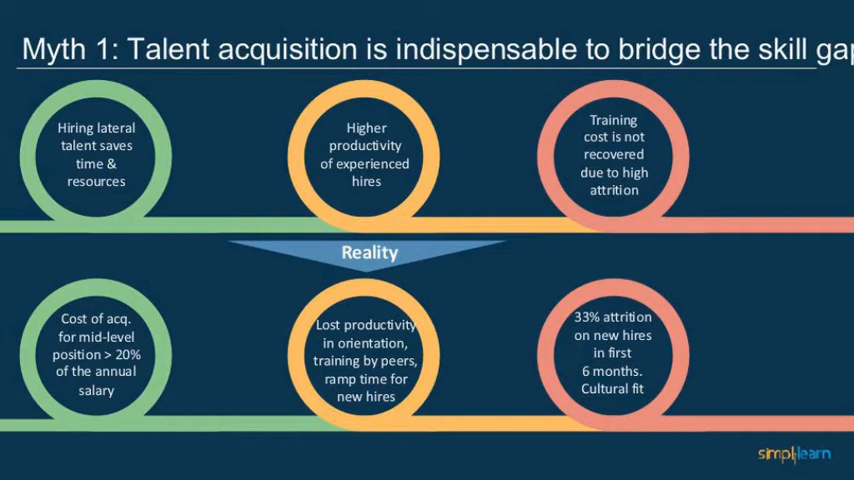 Myth 1: Talent acquisition is indispensable to bridge the skill gap
Hiring lateral
talent saves
time &
resources
Higher
productivity
of experienced
hires
Training
cost is not
recovered
due to high
attrition
Reality
Cost of acq.
for mid-level
position > 20%
of the annual
salary
Lost productivity
in orientation,
training by peers,
ramp time for
new hires
33% attrition
on new hires
in first
6 months.
Cultural fit
simplilearn